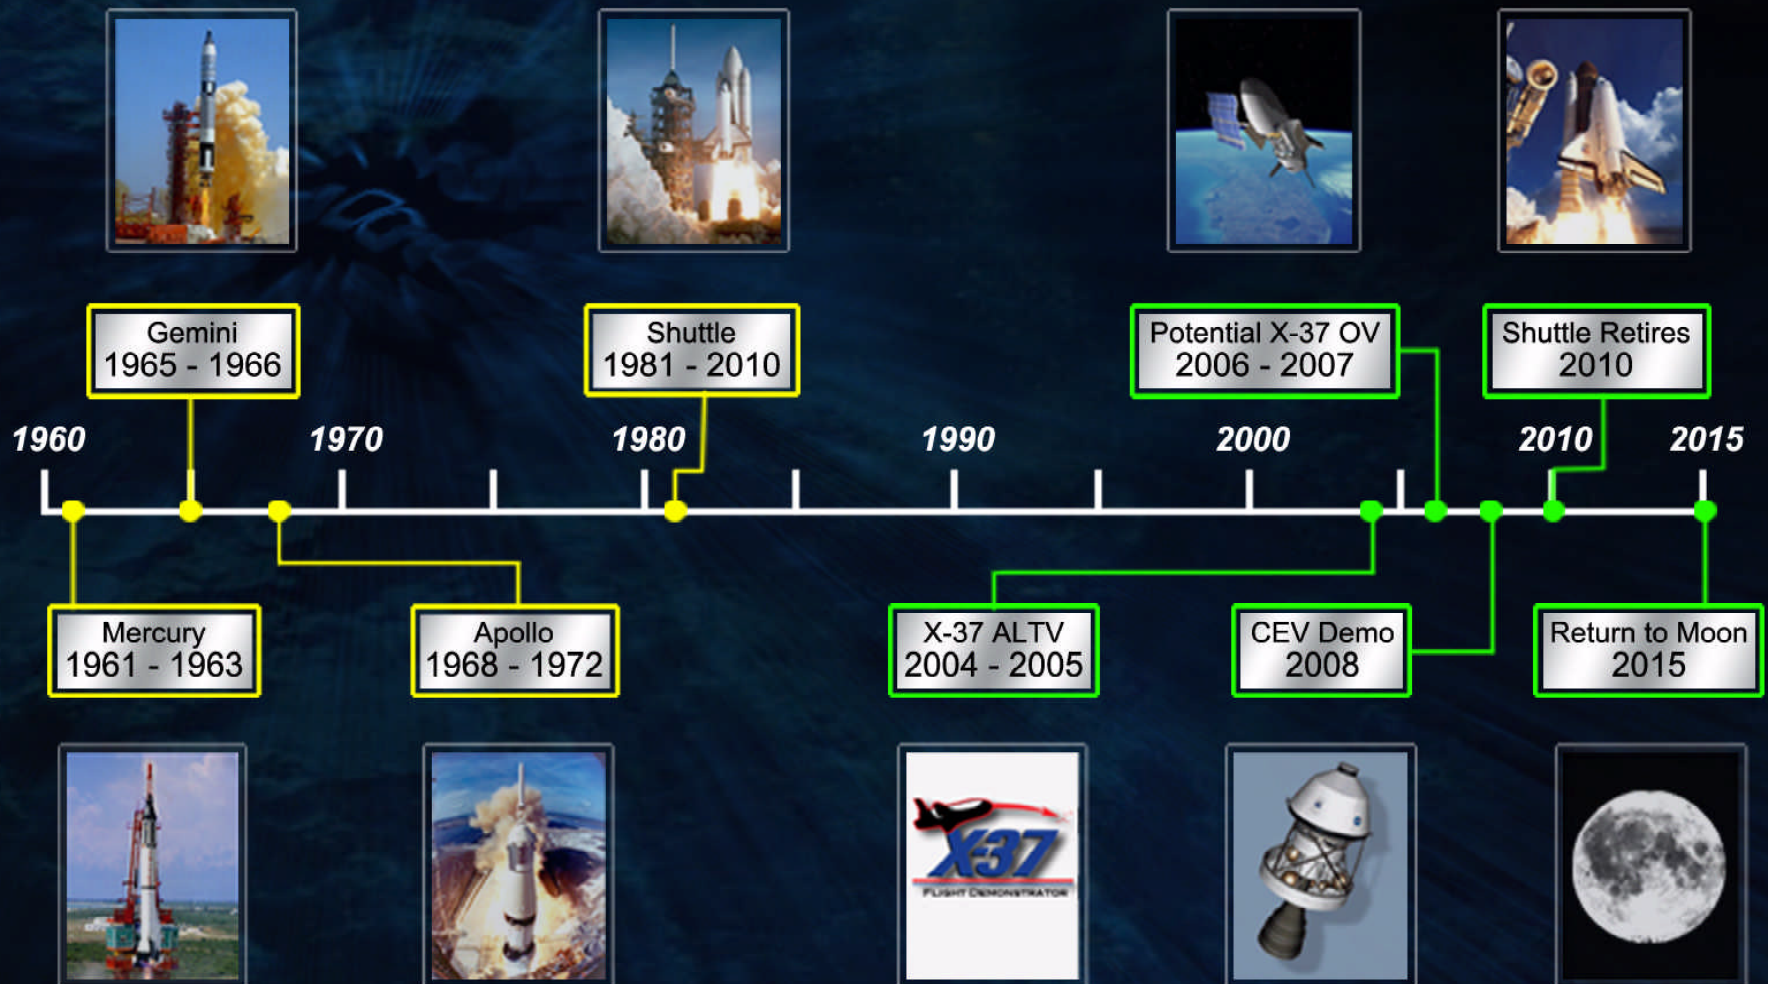 Gemini
1965 - 1966
Shuttle
1981 - 2010
Potential X-37 OV
2006 - 2007
Shuttle Retires
2010
1960
1970
1980
1990
2000
2010
2015
Mercury
1961 - 1963
Apollo
1968 - 1972
X-37 ALTV
2004 - 2005
CEV Demo
2008
Return to Moon
2015
X-37
FLIGHT DEMONSTRATOR